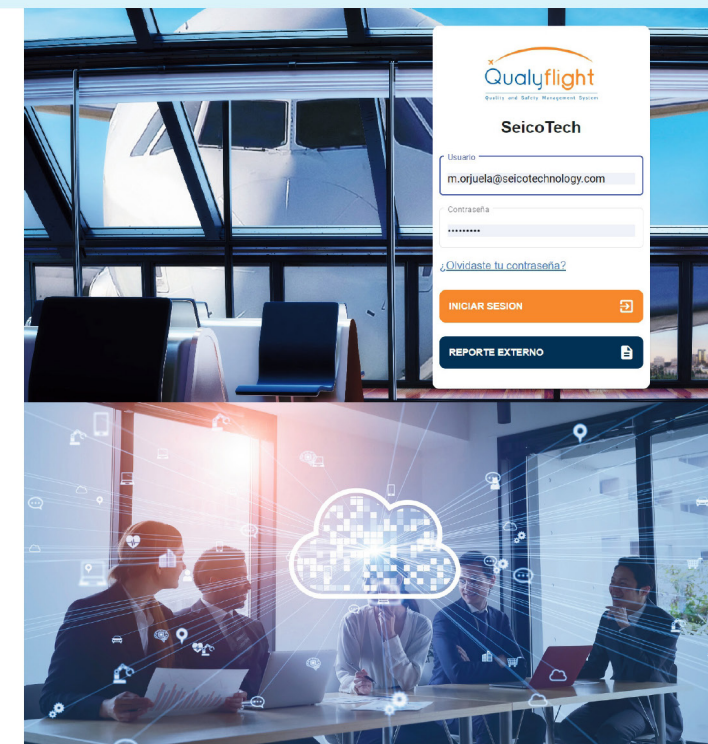 Qualyflight
Quality and Safety Management System
SeicoTech
Usuario
m.orjuela@seicotechnology.com
Contraseña
•••••••••
¿Olvidaste tu contraseña?
INICIAR SESION
REPORTE EXTERNO